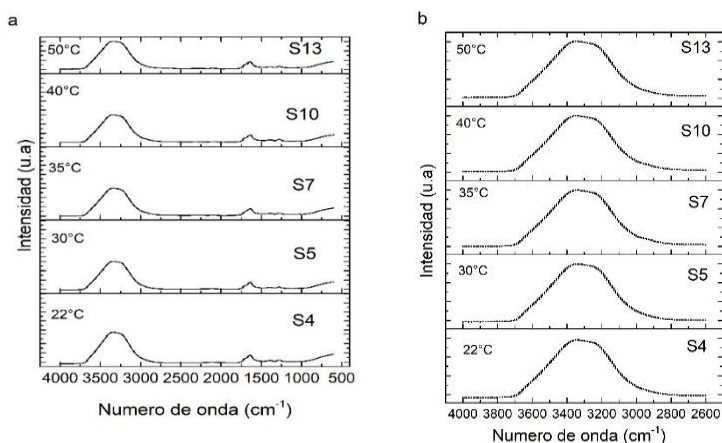 a
50°C S13
40°C
S10
35°C
S7
30°C
S5
22°C
S4
Intensidad (u.a)
4000 3500 3000 2500 2000 1500 1000 500
Numero de onda (cm-1)
b
50°C S13
40°C S10
35°C S7
30°C S5
22°C S4
Intensidad (u.a)
4000 3800 3600 3400 3200 3000 2800 2600
Numero de onda (cm-1)